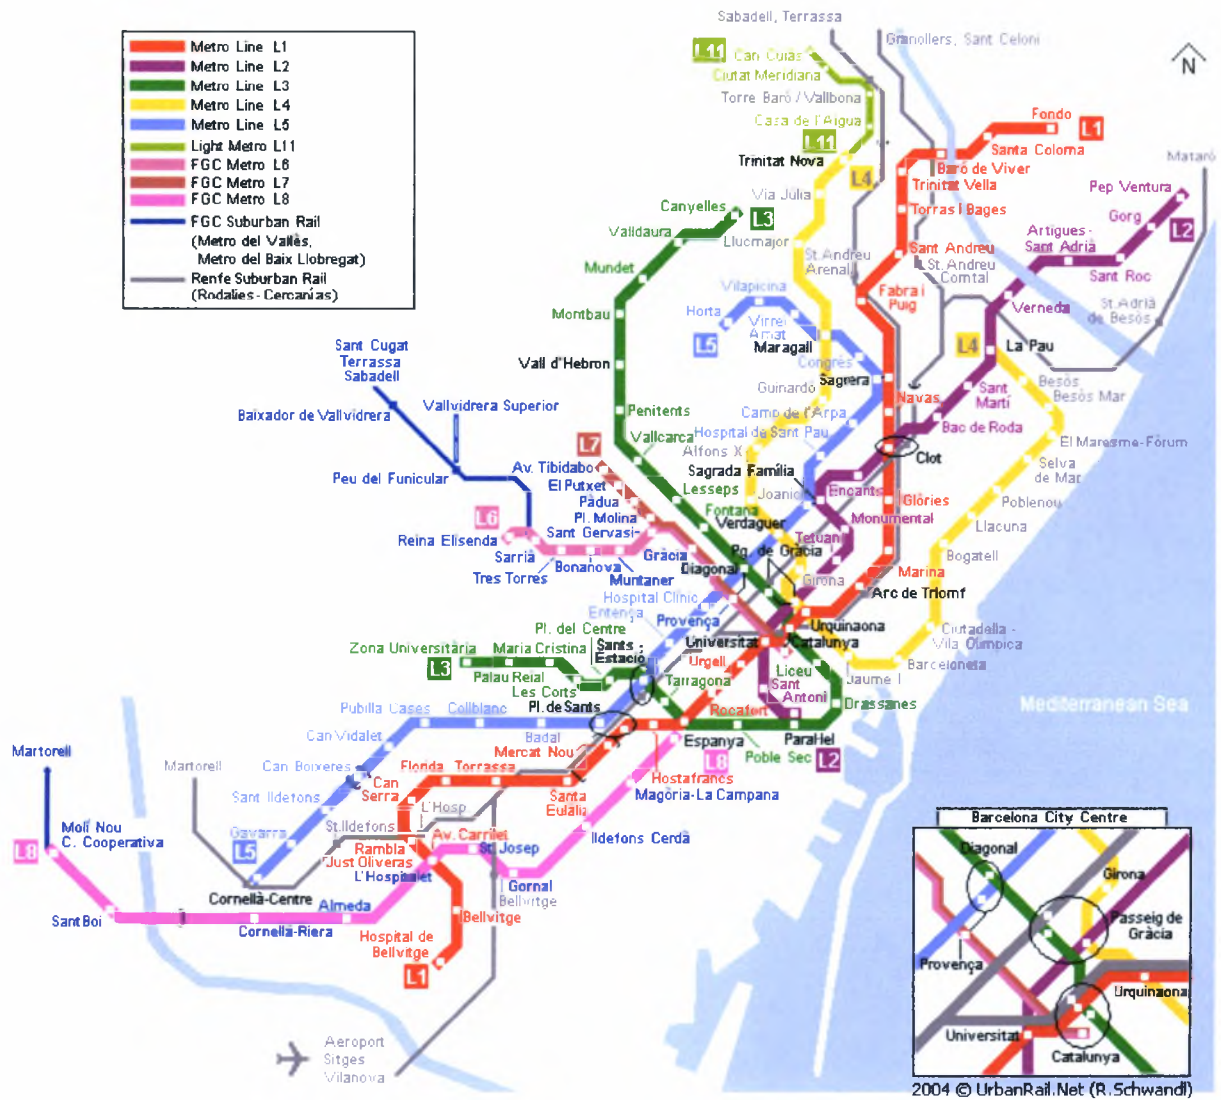 Metro Line L1
Metro Line L2
Metro Line L3
Metro Line L4
Metro Line L5
Light Metro L11
FGC Metro L6
FGC Metro L7
FGC Metro L8
FGC Suburban Rail
(Metro del Vallès,
Metro del Baix Llobregat)
Renfe Suburban Rail
(Rodalies - Cercanías)
Sabadell, Terrassa
Granollers, Sant Celoni
N
L11
Can Cuiàs
Ciutat Meridiana
Torre Baró / Vallbona
Casa de l'Aigua
L11
Trinitat Nova
L4
Fondo
L1
Santa Coloma
Baró de Viver
Trinitat Vella
Torras i Bages
Mataró
Pep Ventura
Gorg
L2
Artigues -
Sant Adrià
Sant Roc
Via Júlia
Canyelles
L3
Valldaura
Llucmajor
St. Andreu
Arenal
Sant Andreu
St. Andreu
Comtal
Mundet
Vilapicina
Fabra i
Puig
Verneda
St. Adrià
de Besòs
Montbau
Horta
Virrei
Amat
L5
Maragall
L4
La Pau
Sant Cugat
Terrassa
Sabadell
Vall d'Hebron
Congrés
Sagrera
Guinardó
Besòs
Besòs Mar
Sant
Martí
Navas
Baixador de Vallvidrera
Vallvidrera Superior
Penitents
Camp de l'Arpa
Bac de Roda
Hospital de Sant Pau
Vallcarca
Alfons X
El Maresme-Fòrum
Clot
L7
Av. Tibidabo
El Putxet
Pàdua
Pl. Molina
Sant Gervasi
Peu del Funicular
Sagrada Família
Lesseps
Joanic
Encants
Glòries
Selva
de Mar
Poblenou
Fontana
Verdaguer
Monumental
Llacuna
L6
Reina Elisenda
Sarrià
Tres Torres
Bonanova
Muntaner
Gràcia
Tetuan
Pg. de Gràcia
Bogatell
Diagonal
Girona
Marina
Arc de Triomf
Hospital Clínic
Entença
Provença
Urquinaona
Ciutadella -
Vila Olímpica
Pl. del Centre
Universitat
Catalunya
Zona Universitària
Maria Cristina
Sants -
Estació
Urgell
Liceu
Barceloneta
L3
Palau Reial
Les Corts
Tarragona
Sant
Antoni
Jaume I
Pl. de Sants
Drassanes
Mediterranean Sea
Pubilla Cases
Collblanc
Badal
Rocafort
Can Vidalet
Espanya
Paral·lel
Mercat Nou
L8
Poble Sec
L2
Martorell
Martorell
Can Boixeres
Florida
Torrassa
Hostafrancs
Magòria-La Campana
Can
Serra
Santa
Eulàlia
Sant Ildefons
L'Hosp
Barcelona City Centre
Gavarra
St.Ildefons
Av. Carrilet
Ildefons Cerdà
Molí Nou
C. Cooperativa
L8
L5
Rambla
Just Oliveras
L'Hospitalet
St. Josep
Diagonal
Girona
Cornellà-Centre
Gornal
Bellvitge
Almeda
Sant Boi
Cornellà-Riera
Bellvitge
Passeig de
Gràcia
Hospital de
Bellvitge
L1
Provença
Urquinaona
Universitat
Catalunya
Aeroport
Sitges
Vilanova
2004 © UrbanRail.Net (R.Schwandl)